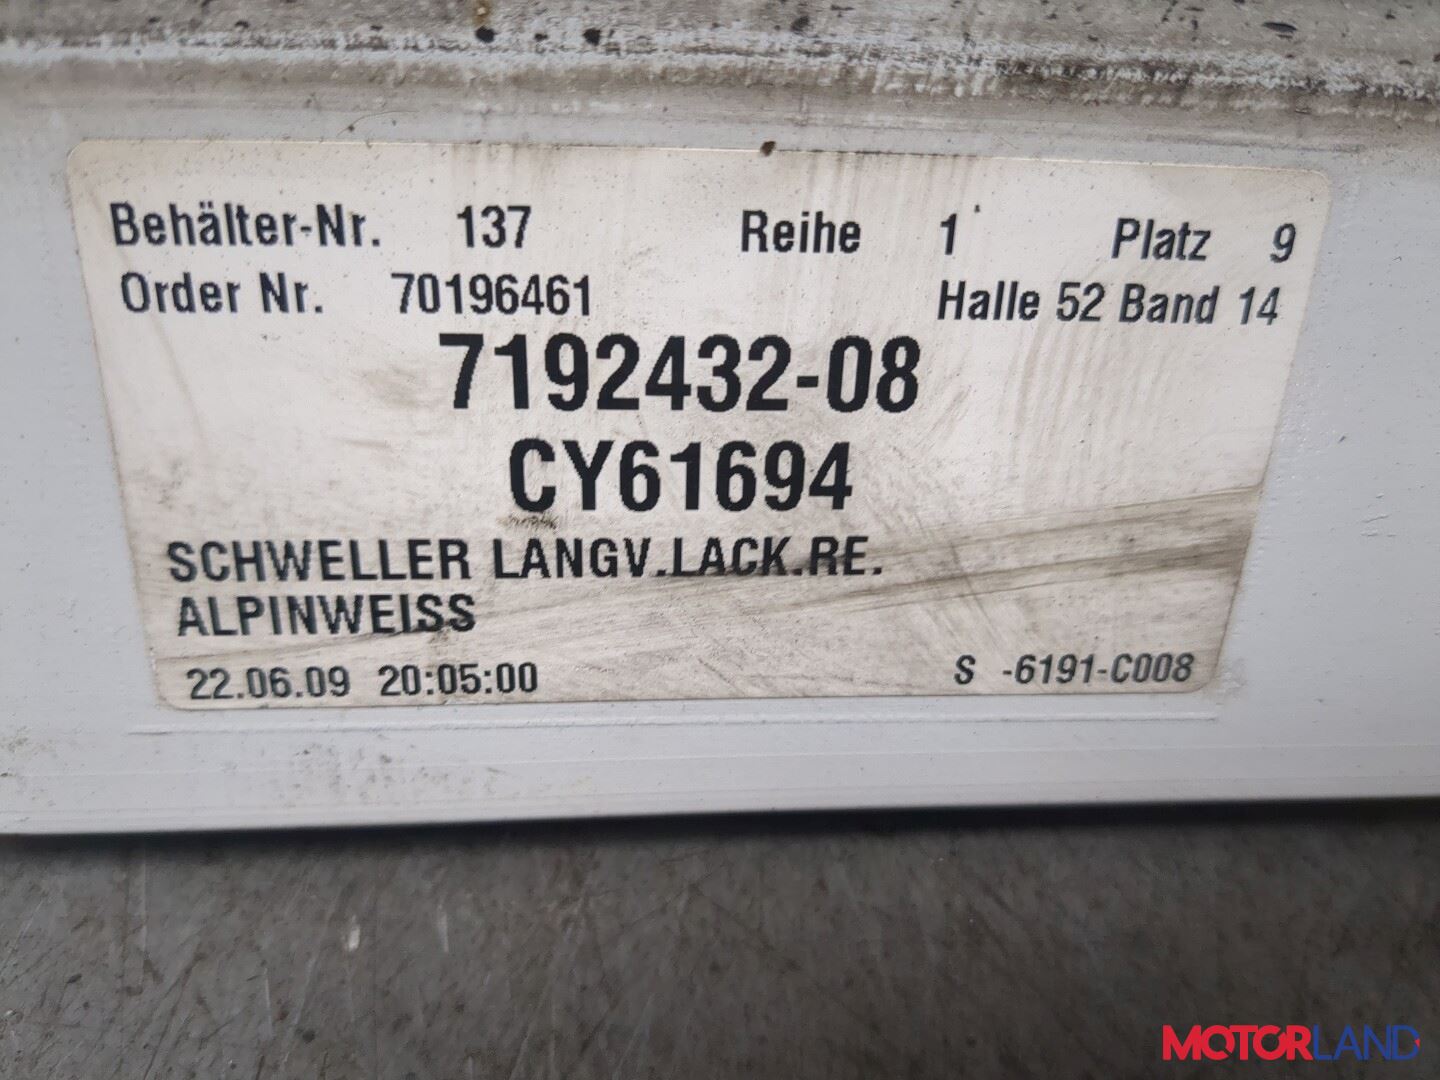 Behälter-Nr. 137 Reihe 1 Platz 9
Order Nr. 70196461 Halle 52 Band 14
7192432-08
CY61694
SCHWELLER LANGV.LACK.RE.
ALPINWEISS
22.06.09 20:05:00 S -6191-C008
MOTORLAND